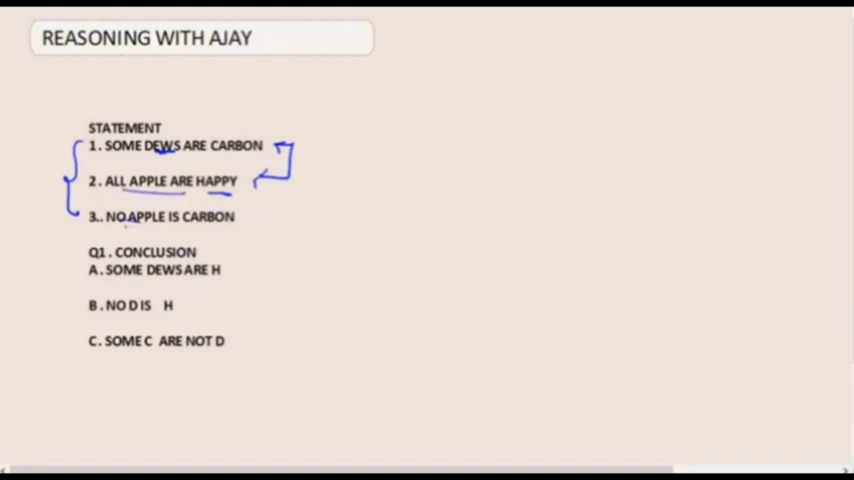 REASONING WITH AJAY
STATEMENT
1. SOME DEWS ARE CARBON
2. ALL APPLE ARE HAPPY
3.. NO APPLE IS CARBON
Q1. CONCLUSION
A. SOME DEWS ARE H
B. NO D IS H
C. SOME C ARE NOT D